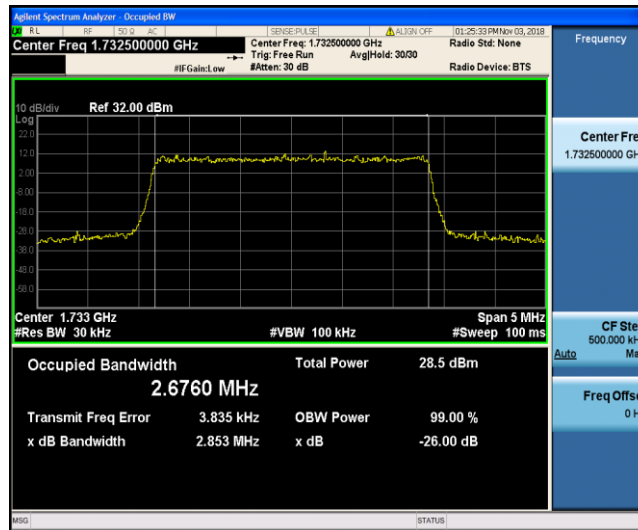 Agilent Spectrum Analyzer - Occupied BW
RL RF 50 Ω AC SENSE:PULSE ALIGN OFF 01:25:33 PM Nov 03, 2018
Center Freq 1.732500000 GHz
Center Freq: 1.732500000 GHz
Radio Std: None
Trig: Free Run Avg|Hold: 30/30
#IFGain:Low #Atten: 30 dB Radio Device: BTS
Frequency
10 dB/div Ref 32.00 dBm
Log
22.0
12.0
2.00
-8.00
-18.0
-28.0
-38.0
-48.0
-58.0
Center Fre
1.732500000 GH
Center 1.733 GHz Span 5 MHz
#Res BW 30 kHz #VBW 100 kHz #Sweep 100 ms
CF Ste
500.000 kH
Auto Ma
Occupied Bandwidth Total Power 28.5 dBm
2.6760 MHz
Transmit Freq Error 3.835 kHz OBW Power 99.00 %
x dB Bandwidth 2.853 MHz x dB -26.00 dB
Freq Offse
0 H
MSG STATUS